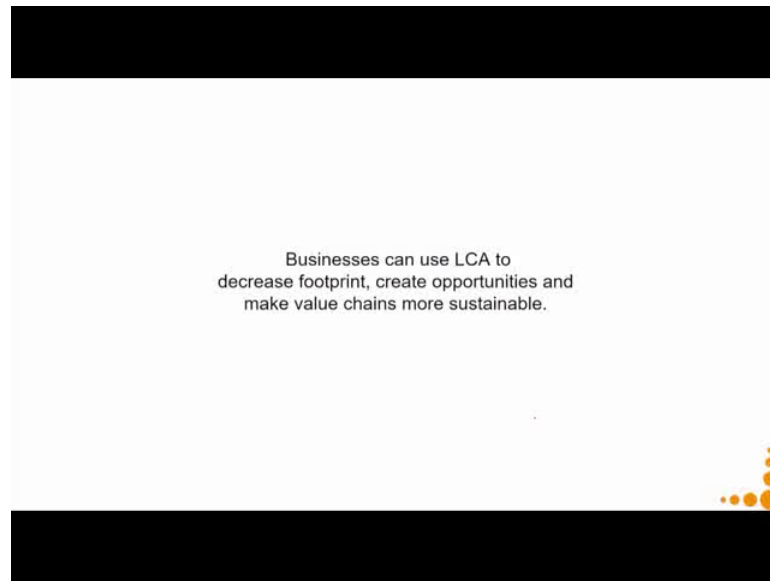 Businesses can use LCA to
decrease footprint, create opportunities and
make value chains more sustainable.